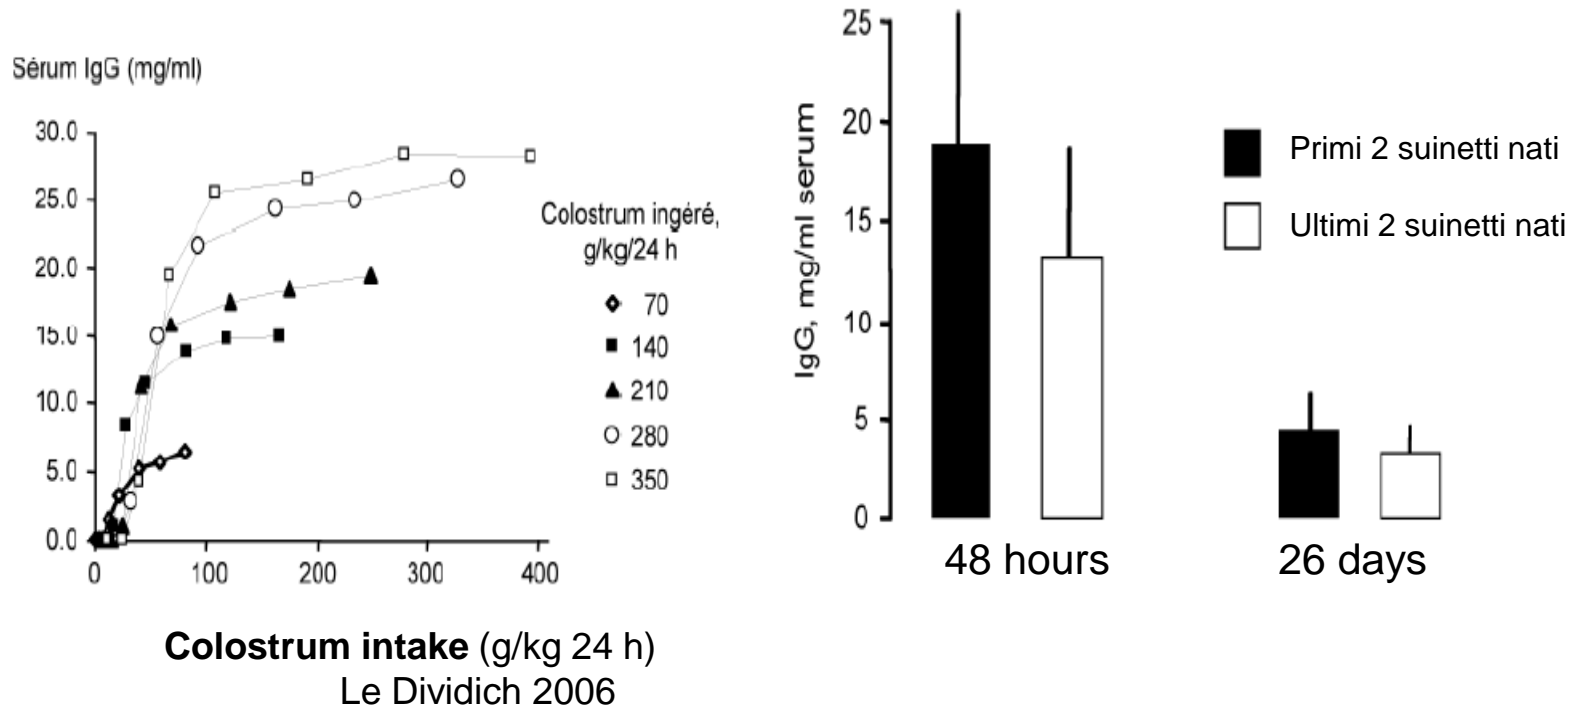 Sérum IgG (mg/ml)
30.0
25.0
20.0
15.0
10.0
5.0
0.0
0 100 200 300 400
Colostrum ingéré,
g/kg/24 h
70
140
210
280
350
Colostrum intake (g/kg 24 h)
Le Dividich 2006
IgG, mg/ml serum
25
20
15
10
5
0
48 hours 26 days
Primi 2 suinetti nati
Ultimi 2 suinetti nati